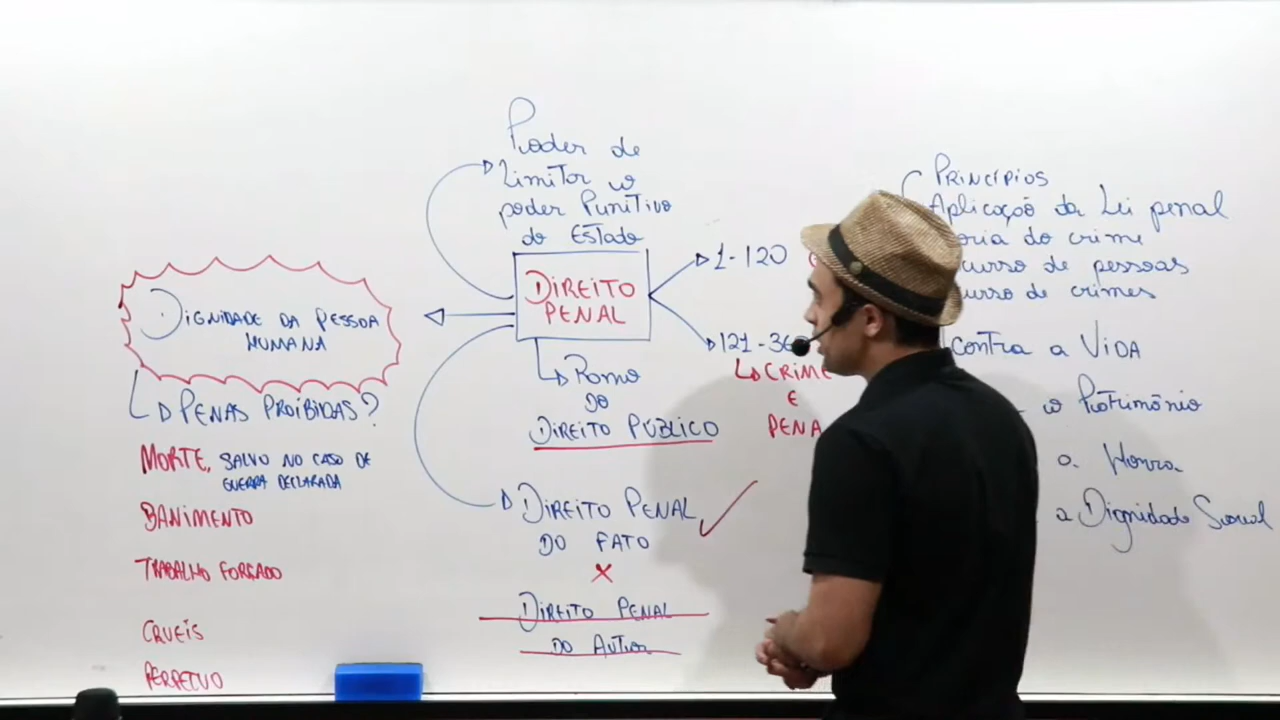 Poder de
Limitar o
poder Punitivo
do Estado
DIREITO
PENAL
Ramo
DO
DIREITO PÚBLICO
DIREITO PENAL
DO FATO
X
DIREITO PENAL
DO AUTOR
DIGNIDADE DA PESSOA
HUMANA
PENAS PROIBIDAS?
MORTE, SALVO NO CASO DE
GUERRA DECLARADA
BANIMENTO
TRABALHO FORÇADO
CRUEIS
PERPETUO
1-120
121-36
CRIME
E
PENA
PRINCÍPIOS
Aplicação da Lei penal
oria do crime
curso de pessoas
urso de crimes
contra a VIDA
o Patrimônio
a Honra
a Dignidade Sexual